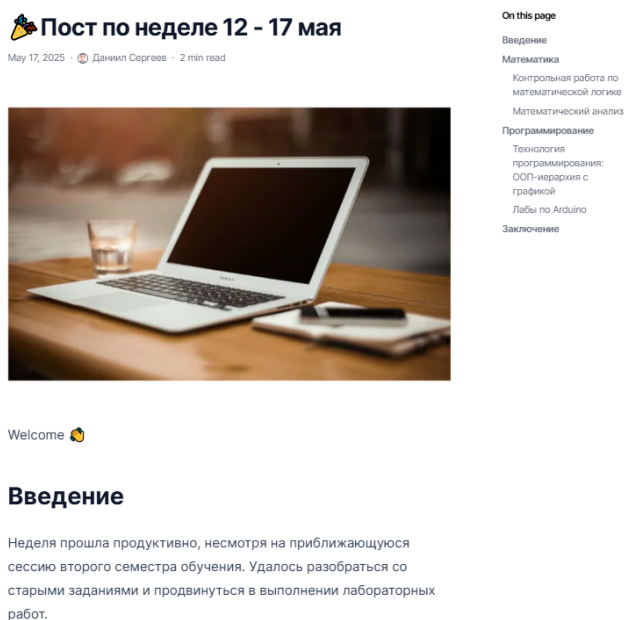 🎉Пост по неделе 12 - 17 мая
May 17, 2025 · Даниил Сергеев · 2 min read
Welcome 👋
Введение
Неделя прошла продуктивно, несмотря на приближающуюся
сессию второго семестра обучения. Удалось разобраться со
старыми заданиями и продвинуться в выполнении лабораторных
работ.
On this page
Введение
Математика
Контрольная работа по
математической логике
Математический анализ
Программирование
Технология
программирования:
ООП-иерархия с
графикой
Лабы по Arduino
Заключение